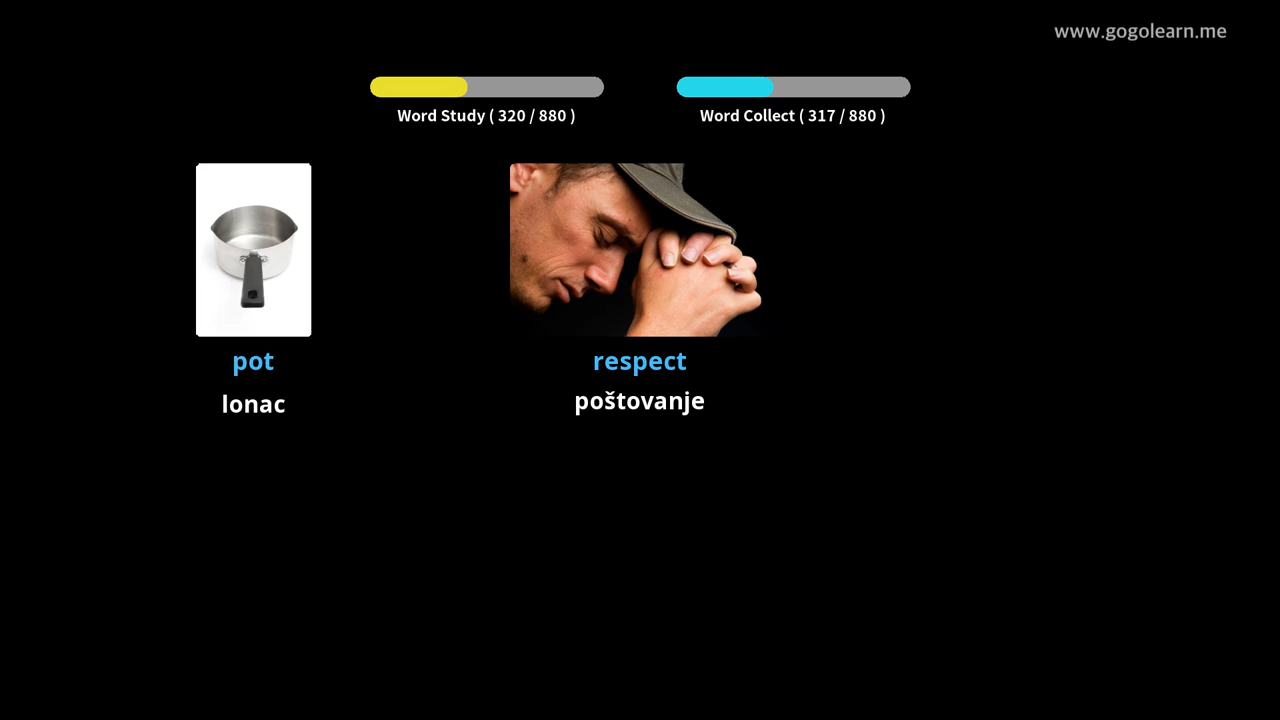 www.gogolearn.me
Word Study ( 320 / 880 )
Word Collect ( 317 / 880 )
pot
lonac
respect
poštovanje